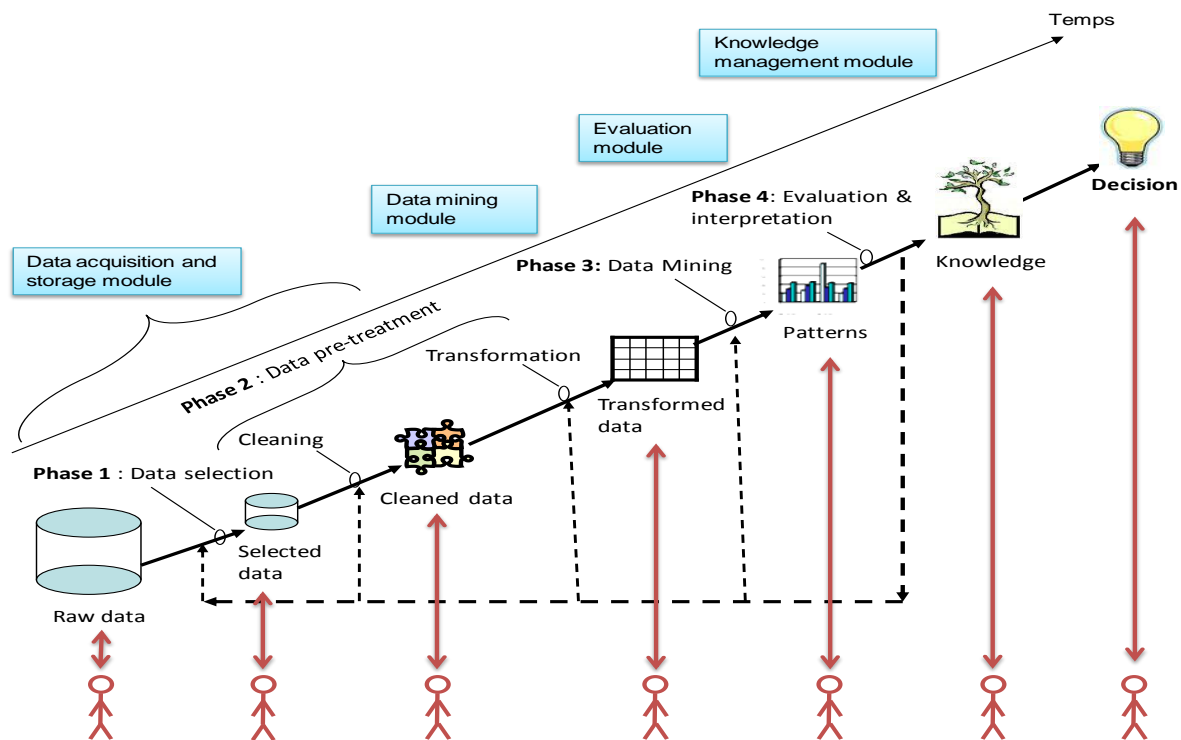 Temps
Knowledge
management module
Evaluation
module
Decision
Data mining
module
Phase 4: Evaluation &
interpretation
Data acquisition and
storage module
Phase 3: Data Mining
Knowledge
Patterns
Phase 2 : Data pre-treatment
Transformation
Transformed
data
Cleaning
Phase 1 : Data selection
Cleaned data
Selected
data
Raw data